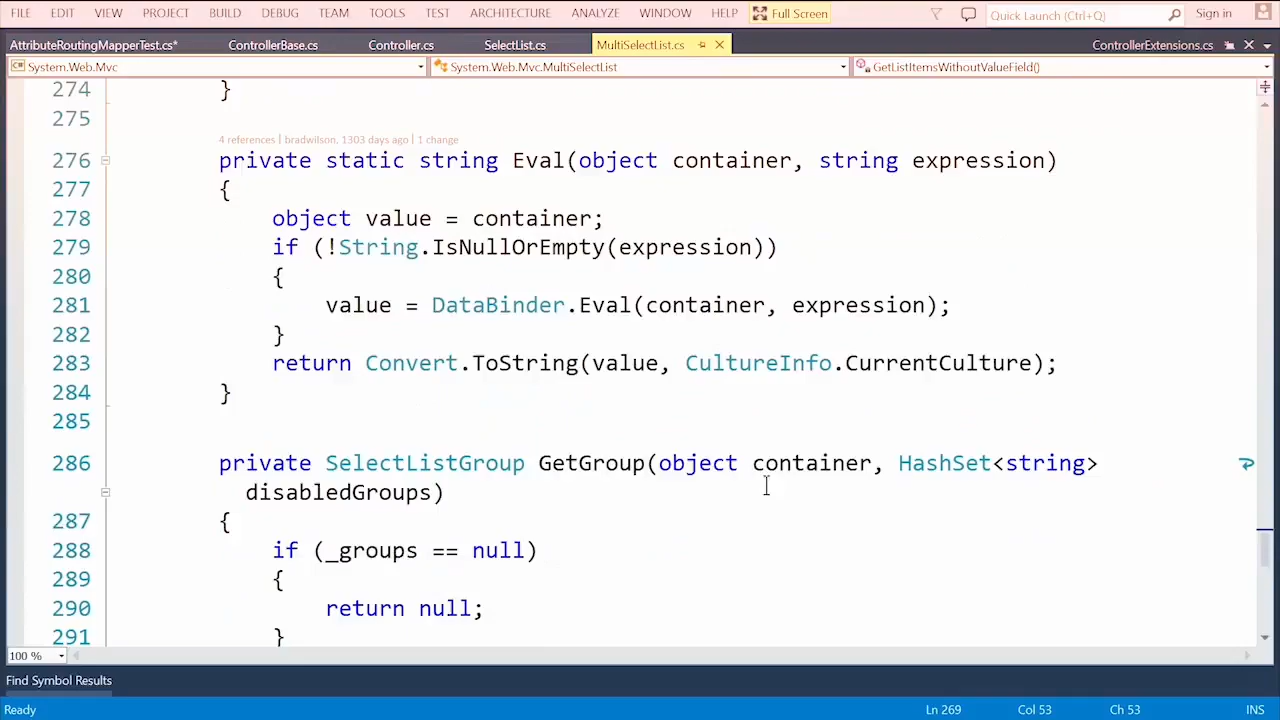 FILE EDIT VIEW PROJECT BUILD DEBUG TEAM TOOLS TEST ARCHITECTURE ANALYZE WINDOW HELP Full Screen Quick Launch (Ctrl+Q) Sign in
AttributeRoutingMapperTest.cs* ControllerBase.cs Controller.cs SelectList.cs MultiSelectList.cs ControllerExtensions.cs
System.Web.Mvc System.Web.Mvc.MultiSelectList GetListItemsWithoutValueField()
274 }
275
4 references | bradwilson, 1303 days ago | 1 change
276 private static string Eval(object container, string expression)
277 {
278 object value = container;
279 if (!String.IsNullOrEmpty(expression))
280 {
281 value = DataBinder.Eval(container, expression);
282 }
283 return Convert.ToString(value, CultureInfo.CurrentCulture);
284 }
285
286 private SelectListGroup GetGroup(object container, HashSet<string>
disabledGroups)
287 {
288 if (_groups == null)
289 {
290 return null;
291 }
100 %
Find Symbol Results
Ready Ln 269 Col 53 Ch 53 INS